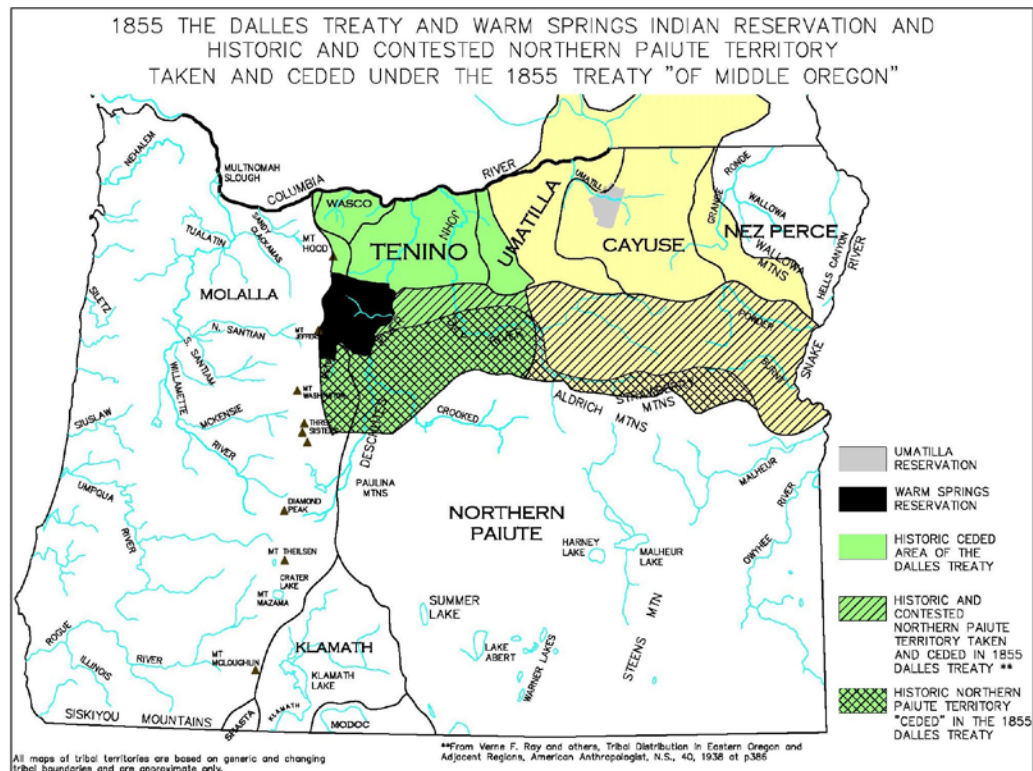 1855 THE DALLES TREATY AND WARM SPRINGS INDIAN RESERVATION AND
HISTORIC AND CONTESTED NORTHERN PAIUTE TERRITORY
TAKEN AND CEDED UNDER THE 1855 TREATY "OF MIDDLE OREGON"
NEHALEM
MULTNOMAH
SLOUGH
COLUMBIA
RIVER
WASCO
SANDY
CLACKAMAS
TUALATIN
MT
HOOD
TENINO
JOHN
UMATILLA
UMATILLA
CAYUSE
GRANDE
RONDE
WALLOWA
NEZ PERCE
WALLOWA
MTNS
HELLS CANYON
RIVER
SILETZ
MOLALLA
N. SANTIAN
S. SANTIAM
MT
DAY
RIVER
POWDER
BURNT
SNAKE
WILLAMETTE
MCKENSIE
RIVER
MT
WASHINGTON
THREE
SISTERS
SIUSLAW
DESCHUTES
CROOKED
ALDRICH
MTNS
STRAWBERRY
MTNS
PAULINA
MTNS
UMPQUA
RIVER
DIAMOND
PEAK
MALHEUR
RIVER
OWYHEE
NORTHERN
PAIUTE
HARNEY
LAKE
MALHEUR
LAKE
MT THEILSEN
CRATER
LAKE
MT
MAZAMA
SUMMER
LAKE
LAKE
ABERT
WARNER LAKES
STEENS MTN
ROGUE
RIVER
ILLINOIS
MT
MCLOUGHLIN
KLAMATH
KLAMATH
LAKE
KLAMATH
SISKIYOU MOUNTAINS
SHASTA
MODOC
UMATILLA
RESERVATION
WARM SPRINGS
RESERVATION
HISTORIC CEDED
AREA OF THE
DALLES TREATY
HISTORIC AND
CONTESTED
NORTHERN PAIUTE
TERRITORY TAKEN
AND CEDED IN 1855
DALLES TREATY **
HISTORIC NORTHERN
PAIUTE TERRITORY
"CEDED" IN THE 1855
DALLES TREATY
All maps of tribal territories are based on generic and changing
tribal boundaries and are approximate only.
**From Verne F. Ray and others, Tribal Distribution in Eastern Oregon and
Adjacent Regions, American Anthropologist, N.S., 40, 1938 at p386